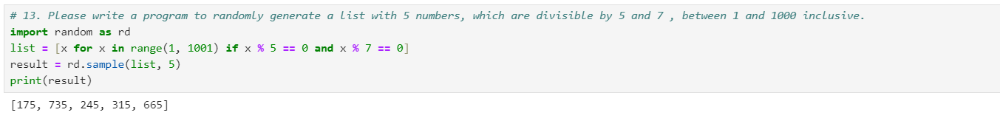 # 13. Please write a program to randomly generate a list with 5 numbers, which are divisible by 5 and 7 , between 1 and 1000 inclusive.
import random as rd
list = [x for x in range(1, 1001) if x % 5 == 0 and x % 7 == 0]
result = rd.sample(list, 5)
print(result)
[175, 735, 245, 315, 665]